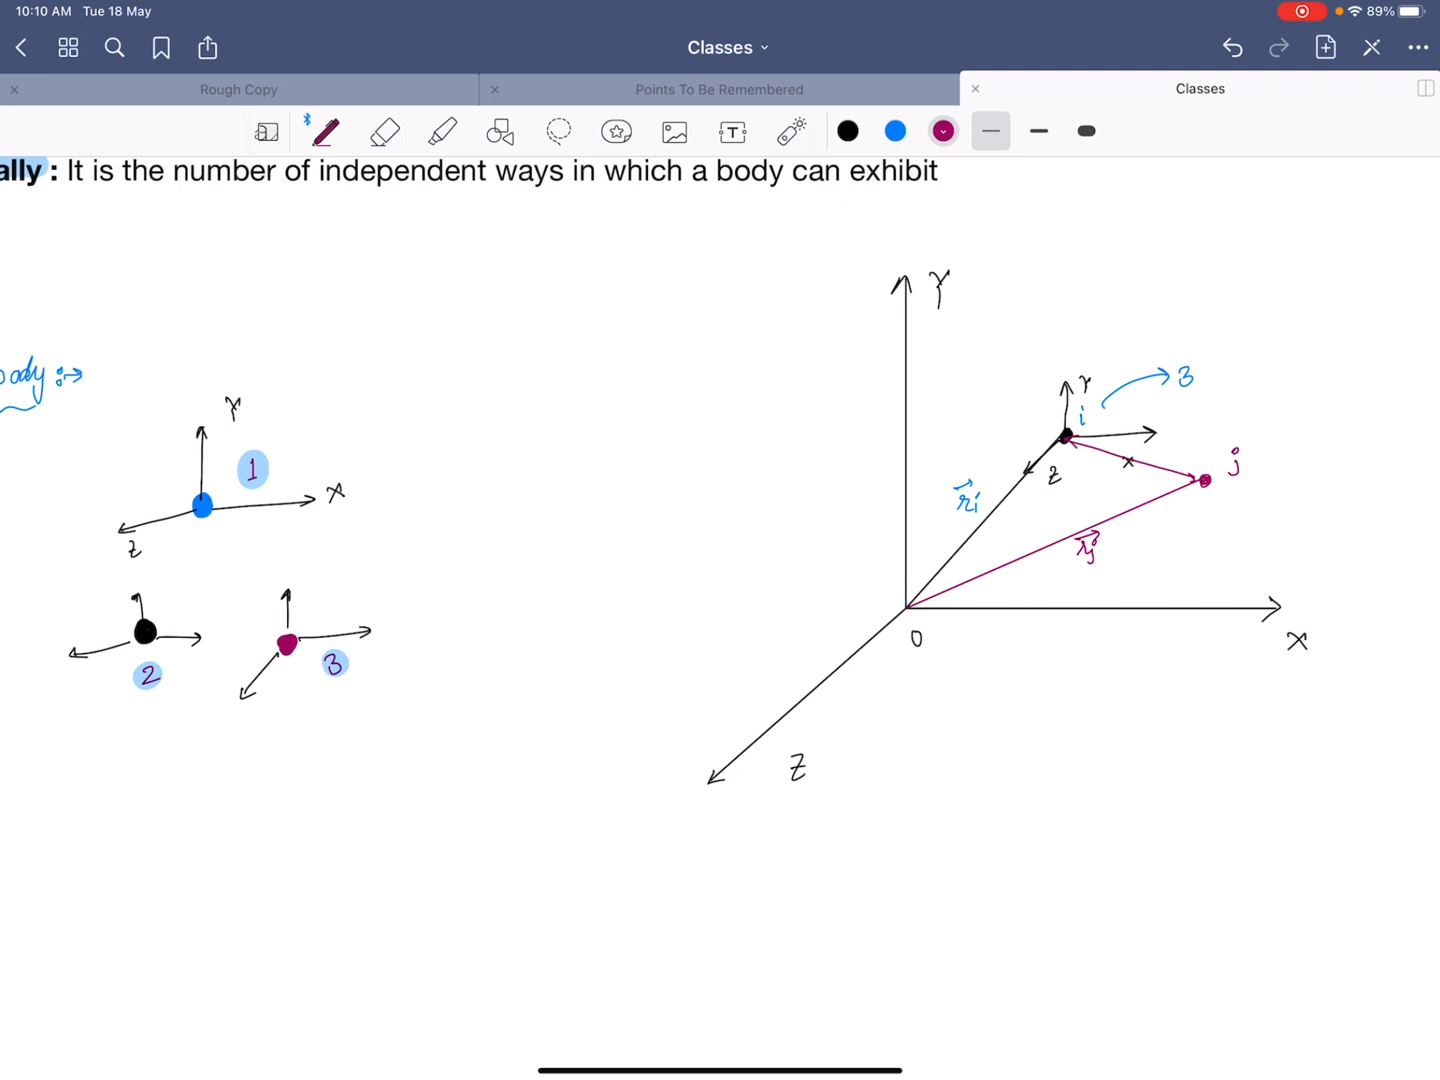 10:10 AM Tue 18 May
89%
Classes
Rough Copy
Points To Be Remembered
Classes
T
ally : It is the number of independent ways in which a body can exhibit
Y
Y
3
i
ody :→
Y
1
j
X
Z
x
r⃗i
X
Z
r⃗j
2
3
O
X
Z